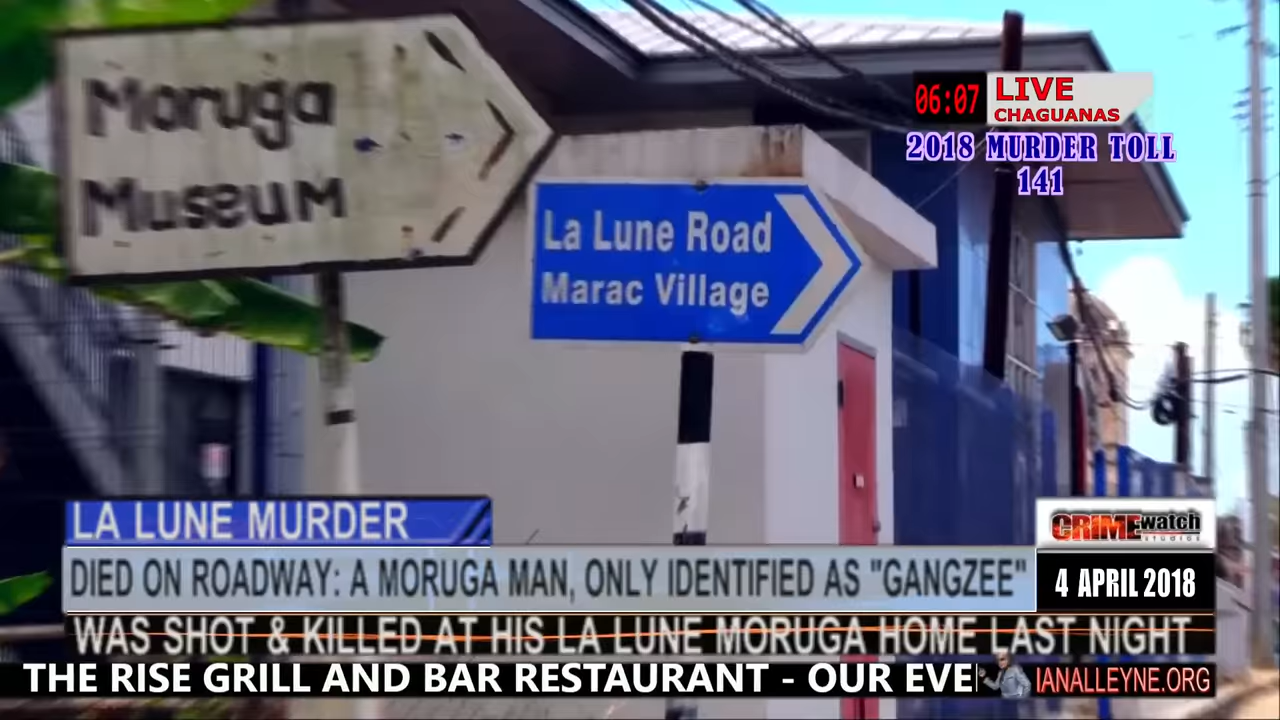 Moruga
Museum
La Lune Road
Marac Village
06:07
LIVE
CHAGUANAS
2018 MURDER TOLL
141
LA LUNE MURDER
CRIMEwatch
STUDIOS
DIED ON ROADWAY: A MORUGA MAN, ONLY IDENTIFIED AS "GANGZEE"
4 APRIL 2018
WAS SHOT & KILLED AT HIS LA LUNE MORUGA HOME LAST NIGHT
THE RISE GRILL AND BAR RESTAURANT - OUR EVE
IANALLEYNE.ORG